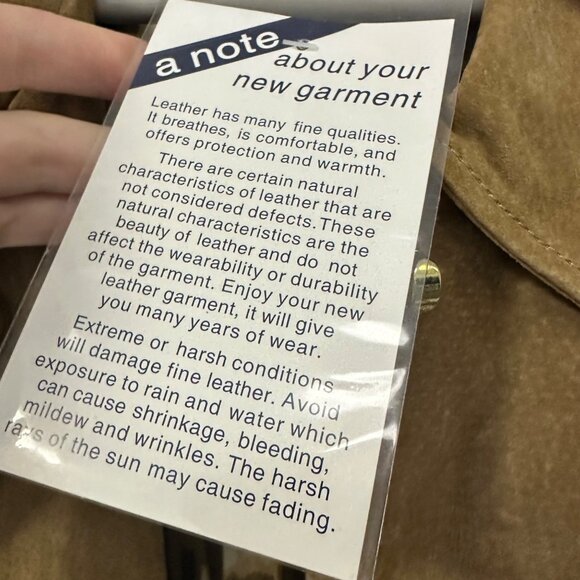 a note
about your
new garment
Leather has many fine qualities.
It breathes, is comfortable, and
offers protection and warmth.
There are certain natural
characteristics of leather that are
not considered defects. These
natural characteristics are the
beauty of leather and do not
affect the wearability or durability
of the garment. Enjoy your new
leather garment, it will give
you many years of wear.
Extreme or harsh conditions
will damage fine leather. Avoid
exposure to rain and water which
can cause shrinkage, bleeding,
mildew and wrinkles. The harsh
rays of the sun may cause fading.